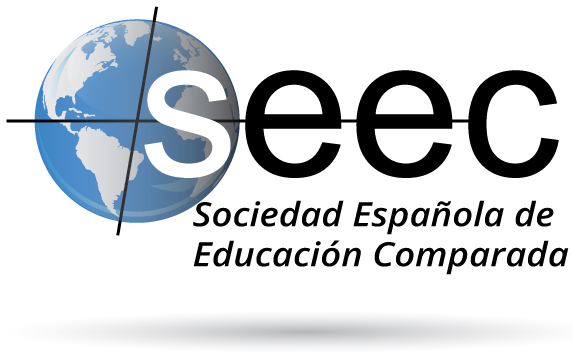 seec
Sociedad Española de
Educación Comparada